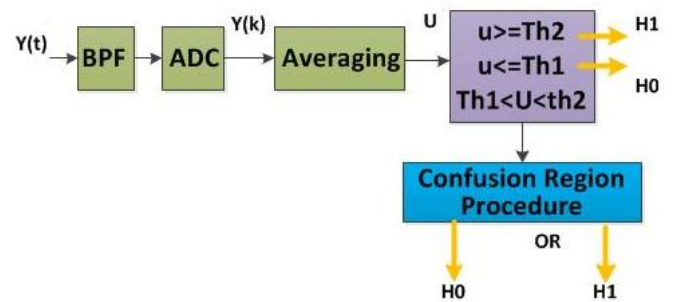 Y(t)
BPF
ADC
Y(k)
Averaging
U
u>=Th2
u<=Th1
Th1<U<th2
H1
H0
Confusion Region
Procedure
OR
H0
H1